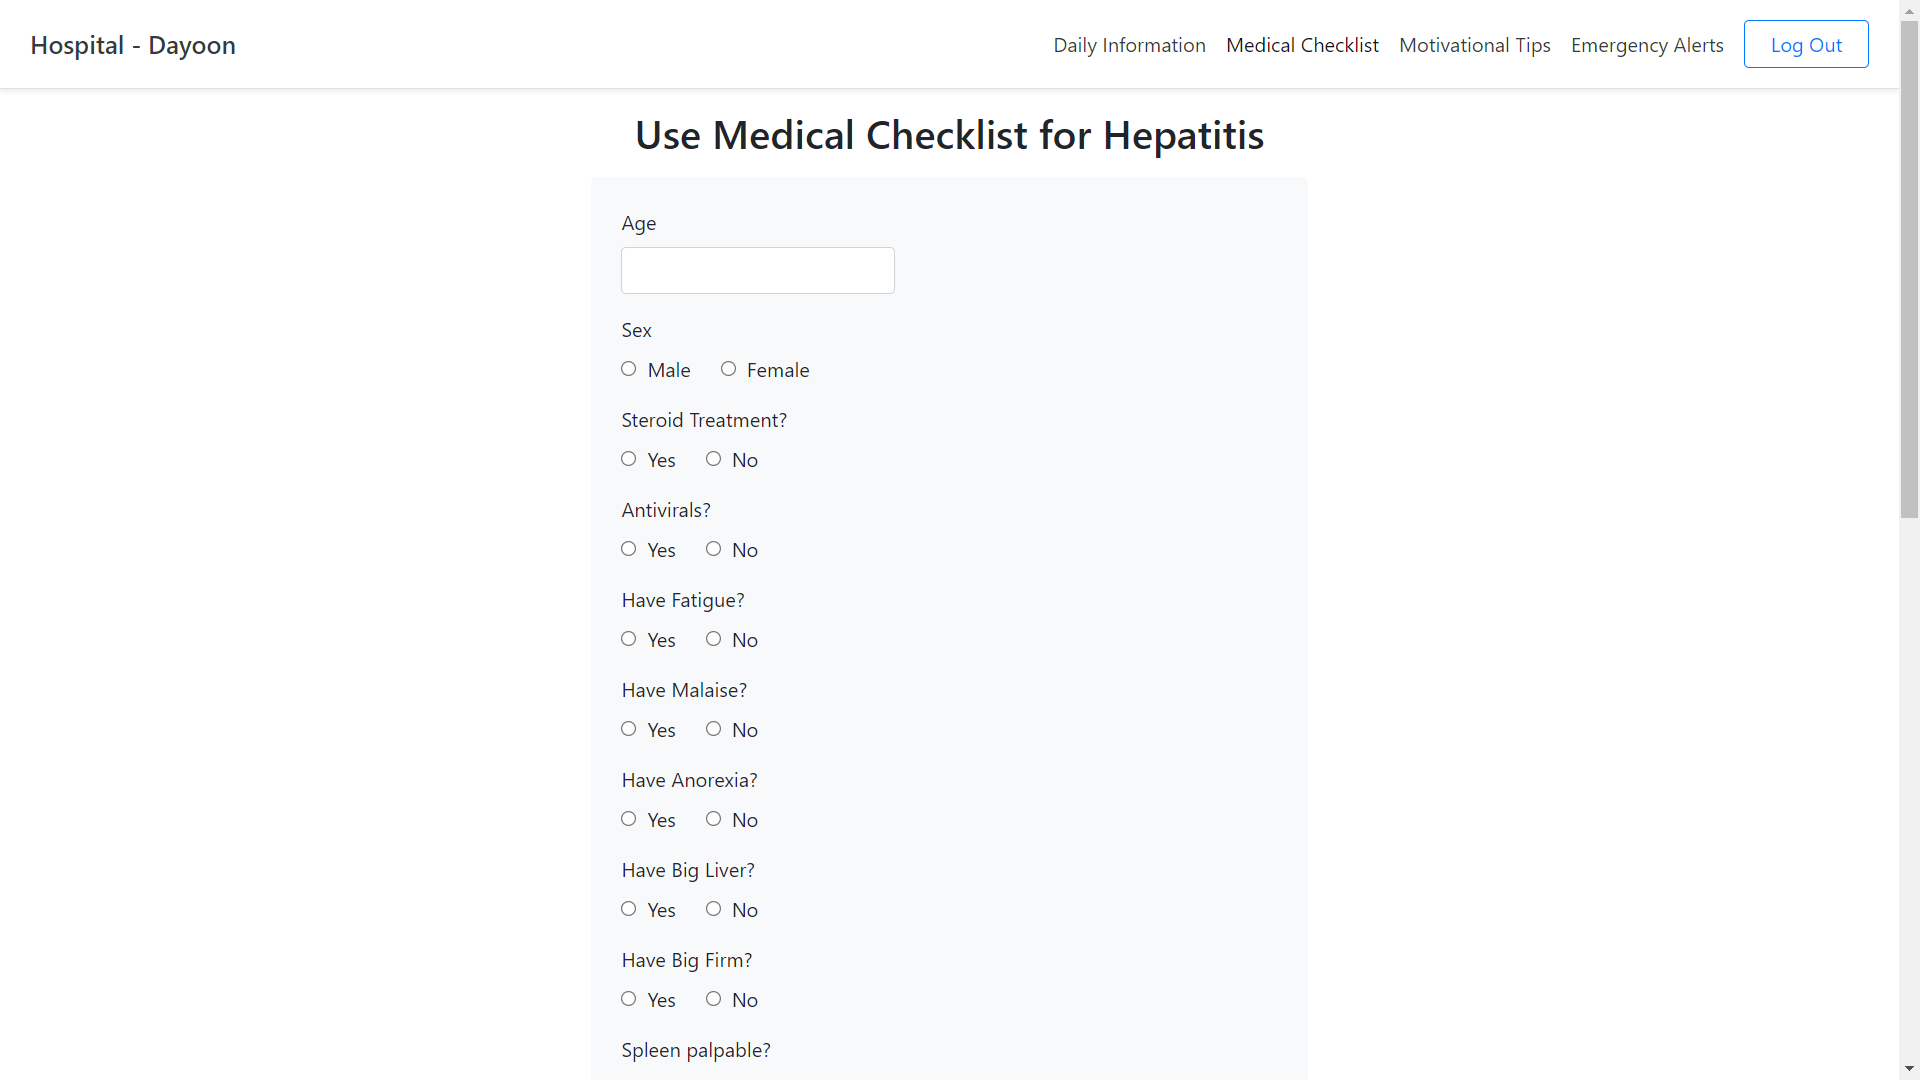 Hospital - Dayoon
Daily Information
Medical Checklist
Motivational Tips
Emergency Alerts
Log Out
Use Medical Checklist for Hepatitis
Age
Sex
Male Female
Steroid Treatment?
Yes No
Antivirals?
Yes No
Have Fatigue?
Yes No
Have Malaise?
Yes No
Have Anorexia?
Yes No
Have Big Liver?
Yes No
Have Big Firm?
Yes No
Spleen palpable?